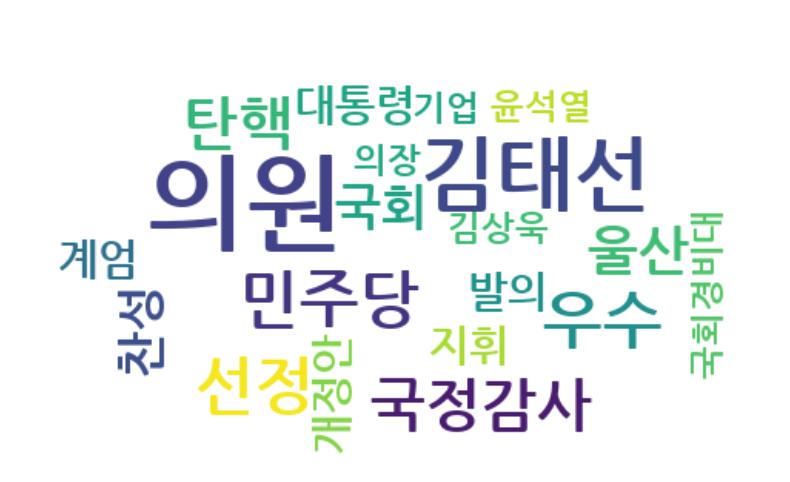 탄핵 대통령 기업 윤석열
의원 의장 김태선
국회 김상욱
계엄 울산
민주당 발의 우수
찬성 국회경비대
선정 개정안 지휘
국정감사